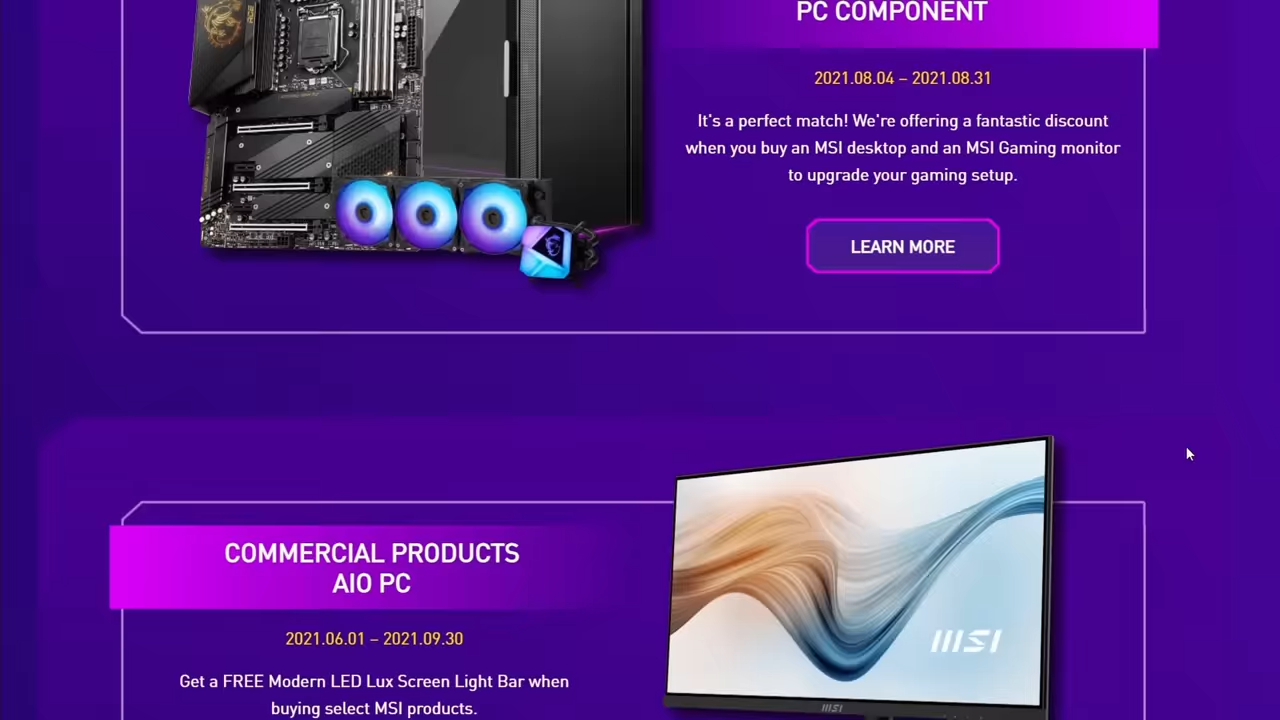 PC COMPONENT
2021.08.04 – 2021.08.31
It's a perfect match! We're offering a fantastic discount
when you buy an MSI desktop and an MSI Gaming monitor
to upgrade your gaming setup.
LEARN MORE
COMMERCIAL PRODUCTS
AIO PC
2021.06.01 – 2021.09.30
Get a FREE Modern LED Lux Screen Light Bar when
buying select MSI products.
MSI
MSI